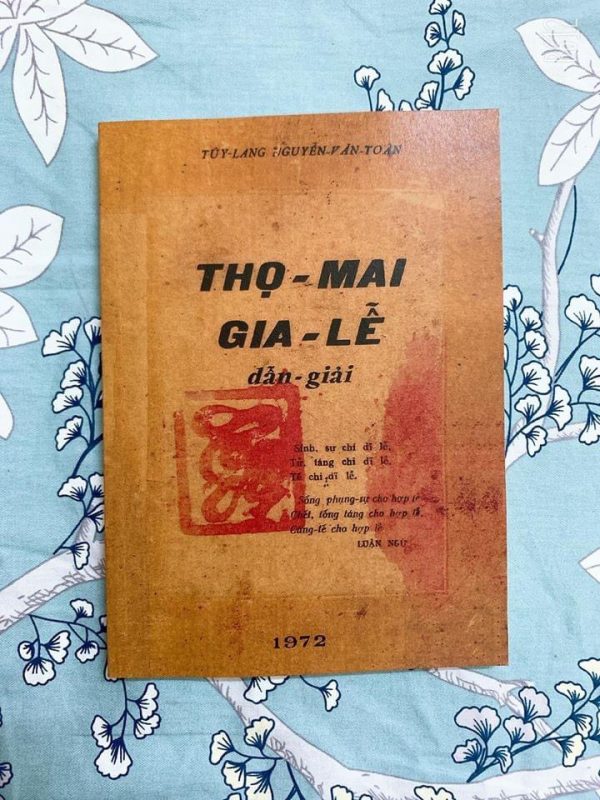 TÚY-LANG NGUYỄN-VĂN-TOÀN
THỌ-MAI
GIA-LỄ
dẫn-giải
Sinh, sự chi dĩ lễ,
Tử, táng chi dĩ lễ,
Tế chi dĩ lễ.
Sống phụng-sự cho hợp lễ
Chết, tống táng cho hợp lễ,
Cúng-tế cho hợp lễ
LUẬN NGỮ
1972